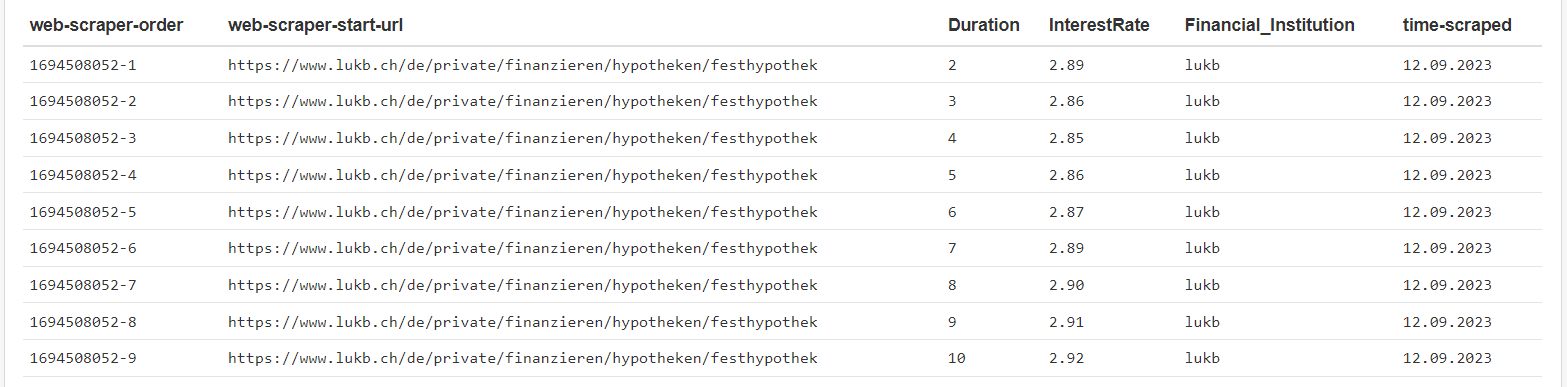 web-scraper-order web-scraper-start-url Duration InterestRate Financial_Institution time-scraped
1694508052-1 https://www.lukb.ch/de/private/finanzieren/hypotheken/festhypothek 2 2.89 lukb 12.09.2023
1694508052-2 https://www.lukb.ch/de/private/finanzieren/hypotheken/festhypothek 3 2.86 lukb 12.09.2023
1694508052-3 https://www.lukb.ch/de/private/finanzieren/hypotheken/festhypothek 4 2.85 lukb 12.09.2023
1694508052-4 https://www.lukb.ch/de/private/finanzieren/hypotheken/festhypothek 5 2.86 lukb 12.09.2023
1694508052-5 https://www.lukb.ch/de/private/finanzieren/hypotheken/festhypothek 6 2.87 lukb 12.09.2023
1694508052-6 https://www.lukb.ch/de/private/finanzieren/hypotheken/festhypothek 7 2.89 lukb 12.09.2023
1694508052-7 https://www.lukb.ch/de/private/finanzieren/hypotheken/festhypothek 8 2.90 lukb 12.09.2023
1694508052-8 https://www.lukb.ch/de/private/finanzieren/hypotheken/festhypothek 9 2.91 lukb 12.09.2023
1694508052-9 https://www.lukb.ch/de/private/finanzieren/hypotheken/festhypothek 10 2.92 lukb 12.09.2023